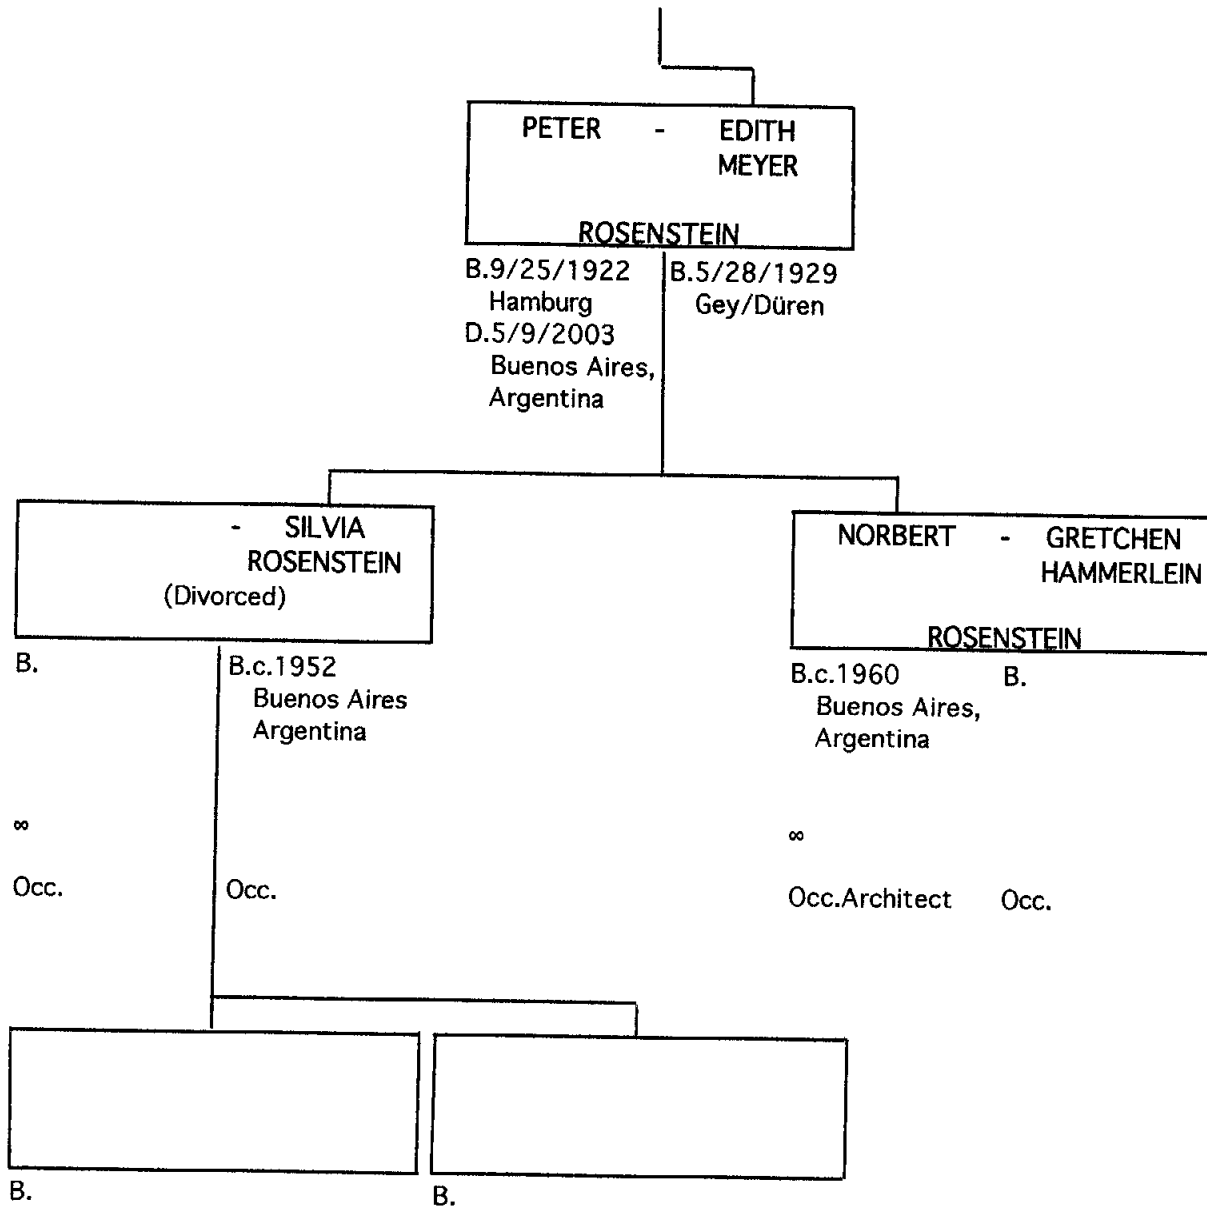 PETER - EDITH
MEYER
ROSENSTEIN
B.9/25/1922 B.5/28/1929
Hamburg Gey/Düren
D.5/9/2003
Buenos Aires,
Argentina
- SILVIA
ROSENSTEIN
(Divorced)
B. B.c.1952
Buenos Aires
Argentina
∞
Occ. Occ.
NORBERT - GRETCHEN
HAMMERLEIN
ROSENSTEIN
B.c.1960 B.
Buenos Aires,
Argentina
∞
Occ.Architect Occ.
B. B.